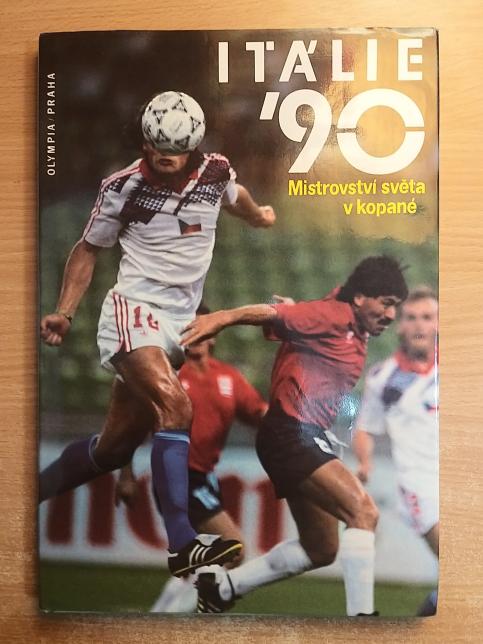 ITÁLIE
'90
Mistrovství světa
v kopané
OLYMPIA / PRAHA